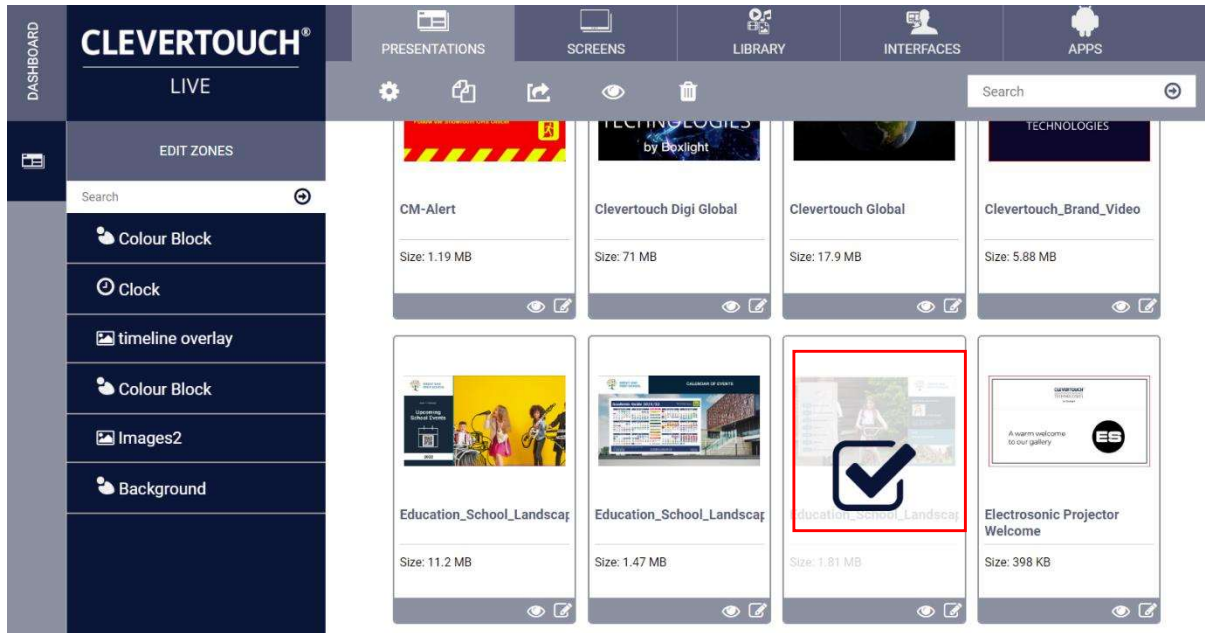 DASHBOARD
CLEVERTOUCH®
LIVE
PRESENTATIONS
SCREENS
LIBRARY
INTERFACES
APPS
Search
EDIT ZONES
Search
Colour Block
Clock
timeline overlay
Colour Block
Images2
Background
TECHNOLOGIES
by Boxlight
TECHNOLOGIES
CM-Alert
Size: 1.19 MB
Clevertouch Digi Global
Size: 71 MB
Clevertouch Global
Size: 17.9 MB
Clevertouch_Brand_Video
Size: 5.88 MB
Upcoming
School Events
2022
CALENDAR OF EVENTS
CLEVERTOUCH
A warm welcome
to our gallery
ES
Education_School_Landscap
Size: 11.2 MB
Education_School_Landscap
Size: 1.47 MB
Education_School_Landscap
Size: 1.81 MB
Electrosonic Projector
Welcome
Size: 398 KB